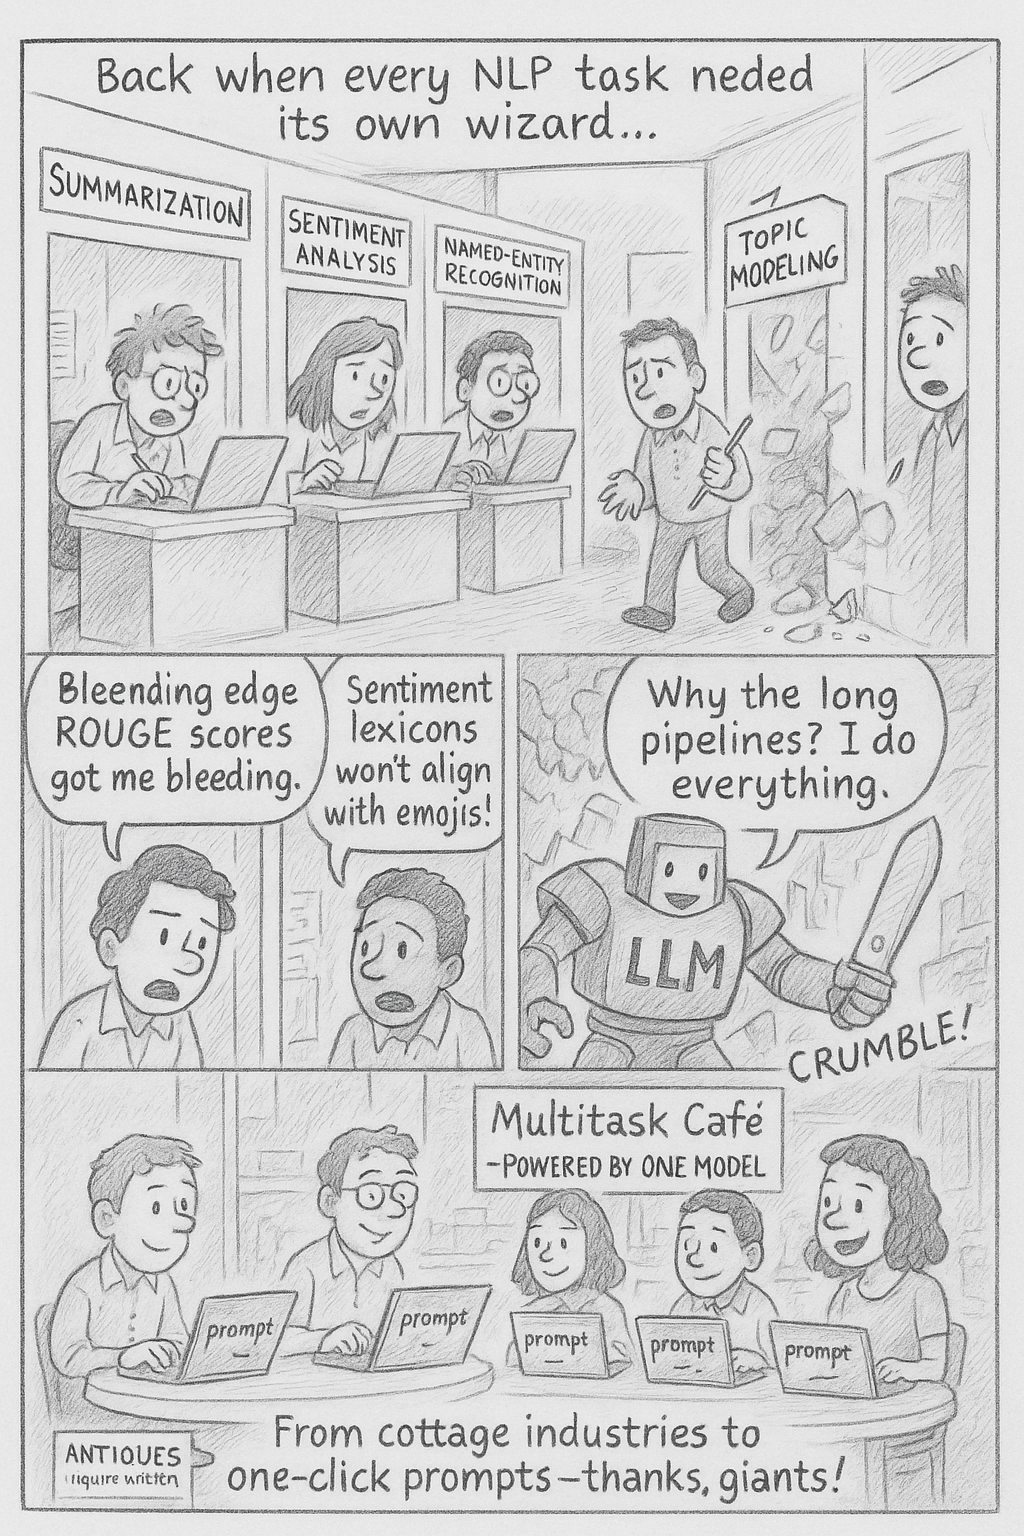 Back when every NLP task neded
its own wizard...
SUMMARIZATION
SENTIMENT
ANALYSIS
NAMED-ENTITY
RECOGNITION
TOPIC
MODELING
Bleending edge
ROUGE scores
got me bleeding.
Sentiment
lexicons
won't align
with emojis!
Why the long
pipelines? I do
everything.
LLM
CRUMBLE!
Multitask Café
-POWERED BY ONE MODEL
prompt
prompt
prompt
prompt
prompt
ANTIQUES
written
From cottage industries to
one-click prompts–thanks, giants!